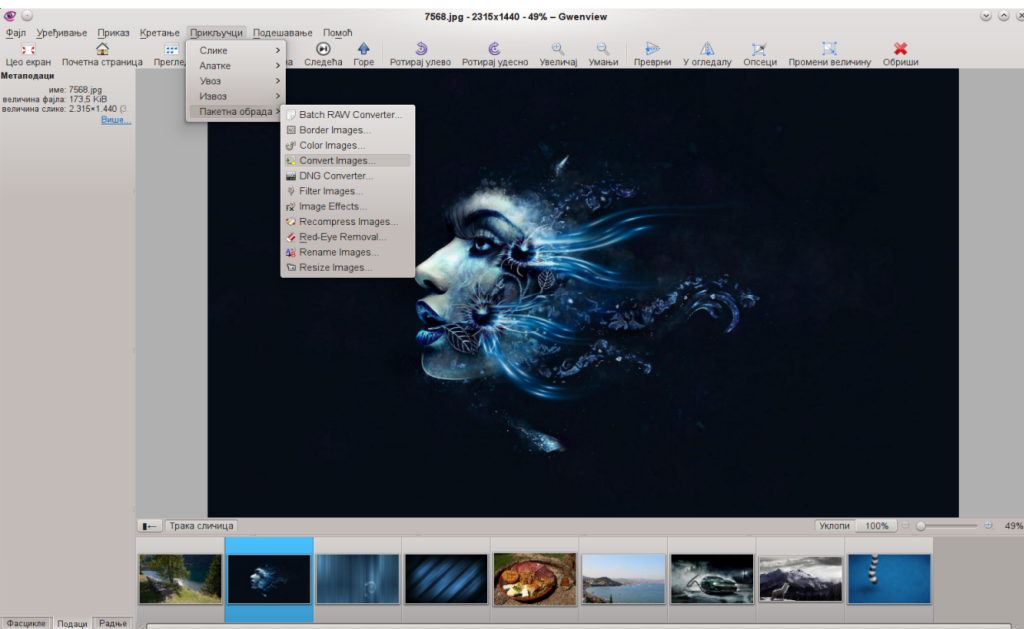 7568.jpg - 2315x1440 - 49% – Gwenview
Фајл Уређивање Приказ Кретање Прикључци Подешавање Помоћ
Цео екран Почетна страница Следећа Горе Ротирај улево Ротирај удесно Увеличај Умањи Преврни У огледалу Опсеци Промени величину Обриши
Метаподаци
име: 7568.jpg
величина фајла: 173,5 KiB
величина слике: 2.315×1.440
Више...
Слике
Алатке
Увоз
Извоз
Пакетна обрада
Batch RAW Converter...
Border Images...
Color Images...
Convert Images...
DNG Converter...
Filter Images...
Image Effects...
Recompress Images...
Red-Eye Removal...
Rename Images...
Resize Images...
Трака сличица Уклопи 100% 49%
Фасцикле Подаци Радње